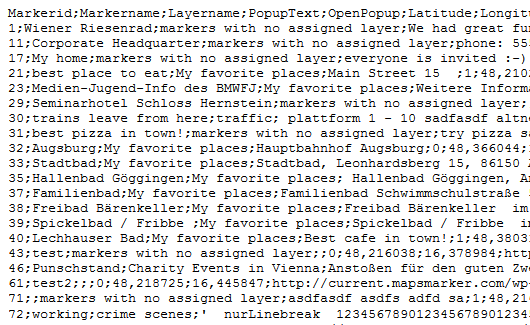 Markerid;Markername;Layername;PopupText;OpenPopup;Latitude;
1;Wiener Riesenrad;markers with no assigned layer;We had great
11;Corporate Headquarter;markers with no assigned layer;phone: 55
17;My home;markers with no assigned layer;everyone is invited :-)
21;best place to eat;My favorite places;Main Street 15  ;1;48,210
23;Medien-Jugend-Info des BMWFJ;My favorite places;Weitere
29;Seminarhotel Schloss Hernstein;markers with no assigned layer;
30;trains leave from here;traffic; plattform 1 - 10 sadfasdf
31;best pizza in town!;markers with no assigned layer;try pizza
32;Augsburg;My favorite places;Hauptbahnhof Augsburg;0;48,366044;
33;Stadtbad;My favorite places;Stadtbad, Leonhardsberg 15, 86150
35;Hallenbad Göggingen;My favorite places; Hallenbad Göggingen,
37;Familienbad;My favorite places;Familienbad Schwimmschulstraße
38;Freibad Bärenkeller;My favorite places;Freibad Bärenkeller  im
39;Spickelbad / Fribbe ;My favorite places;Spickelbad / Fribbe
40;Lechhauser Bad;My favorite places;Best cafe in town!;1;48,3803
43;test;markers with no assigned layer;;0;48,216038;16,378984;
46;Punschstand;Charity Events in Vienna;Anstoßen für den guten
61;test2;;;0;48,218725;16,445847;http://current.mapsmarker.com/wp
71;;markers with no assigned layer;asdfasdf asdfs adfd sa;1;48,21
72;working;crime scenes;'  nurLinebreak  1234567890123456789012​34